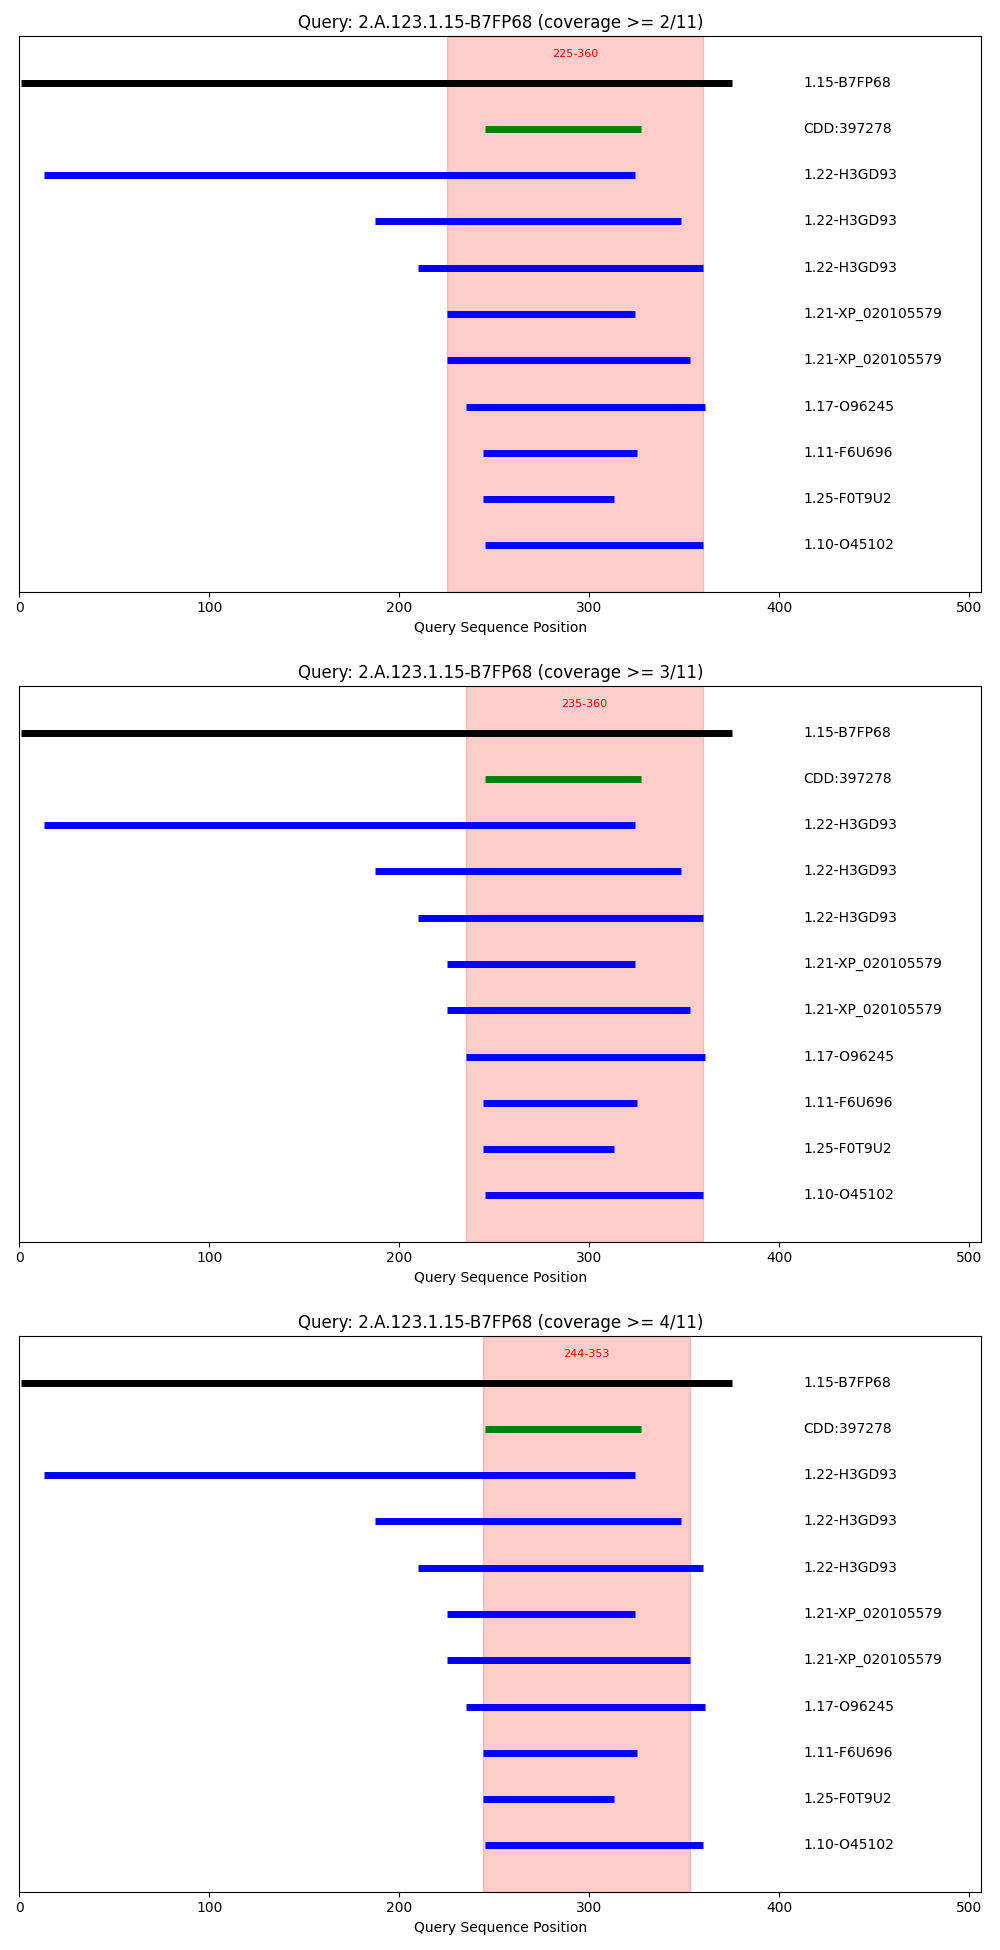 Query: 2.A.123.1.15-B7FP68 (coverage >= 2/11)
225-360
1.15-B7FP68
CDD:397278
1.22-H3GD93
1.22-H3GD93
1.22-H3GD93
1.21-XP_020105579
1.21-XP_020105579
1.17-O96245
1.11-F6U696
1.25-F0T9U2
1.10-O45102
0 100 200 300 400 500
Query Sequence Position
Query: 2.A.123.1.15-B7FP68 (coverage >= 3/11)
235-360
1.15-B7FP68
CDD:397278
1.22-H3GD93
1.22-H3GD93
1.22-H3GD93
1.21-XP_020105579
1.21-XP_020105579
1.17-O96245
1.11-F6U696
1.25-F0T9U2
1.10-O45102
0 100 200 300 400 500
Query Sequence Position
Query: 2.A.123.1.15-B7FP68 (coverage >= 4/11)
244-353
1.15-B7FP68
CDD:397278
1.22-H3GD93
1.22-H3GD93
1.22-H3GD93
1.21-XP_020105579
1.21-XP_020105579
1.17-O96245
1.11-F6U696
1.25-F0T9U2
1.10-O45102
0 100 200 300 400 500
Query Sequence Position